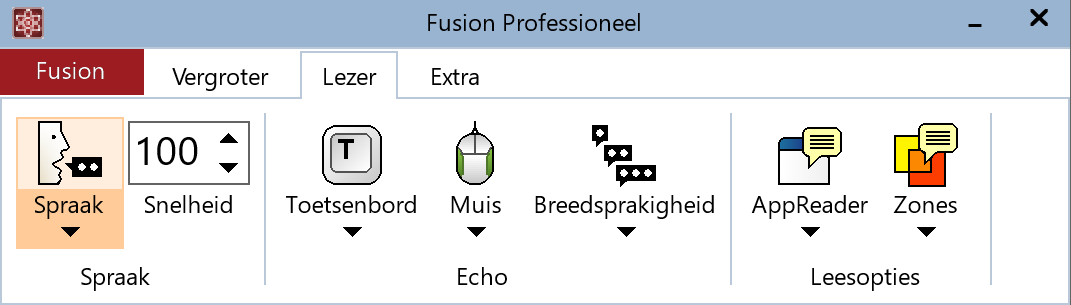 Fusion Professioneel
Fusion Vergroter Lezer Extra
100
T
Spraak Snelheid Toetsenbord Muis Breedsprakigheid AppReader Zones
Spraak Echo Leesopties